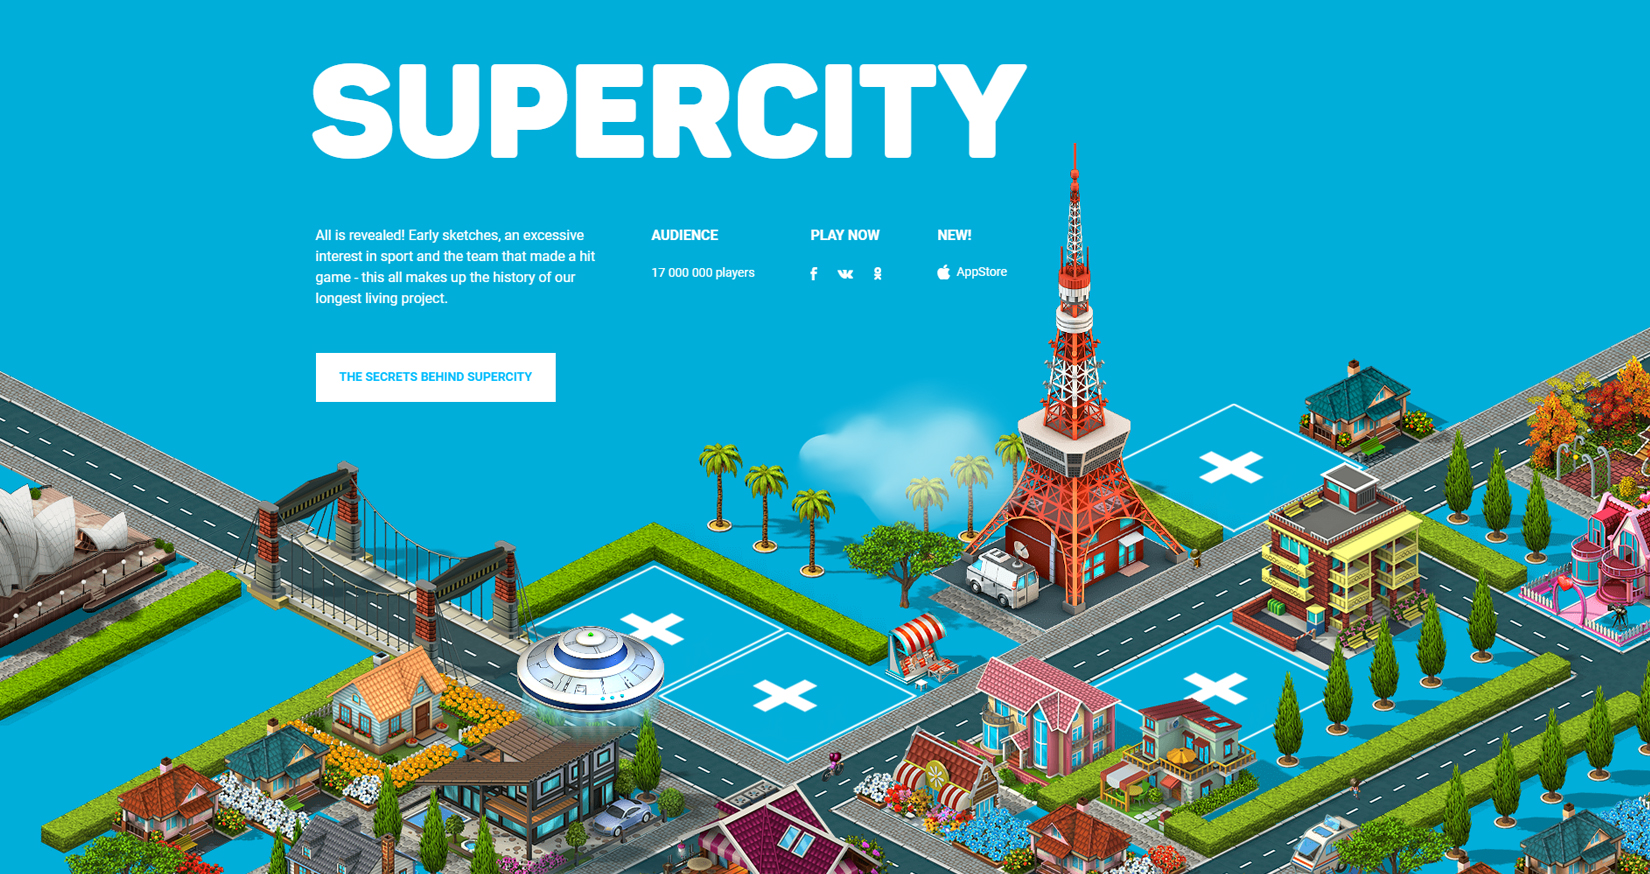 SUPERCITY
All is revealed! Early sketches, an excessive
interest in sport and the team that made a hit
game - this all makes up the history of our
longest living project.
AUDIENCE
17 000 000 players
PLAY NOW
NEW!
AppStore
THE SECRETS BEHIND SUPERCITY